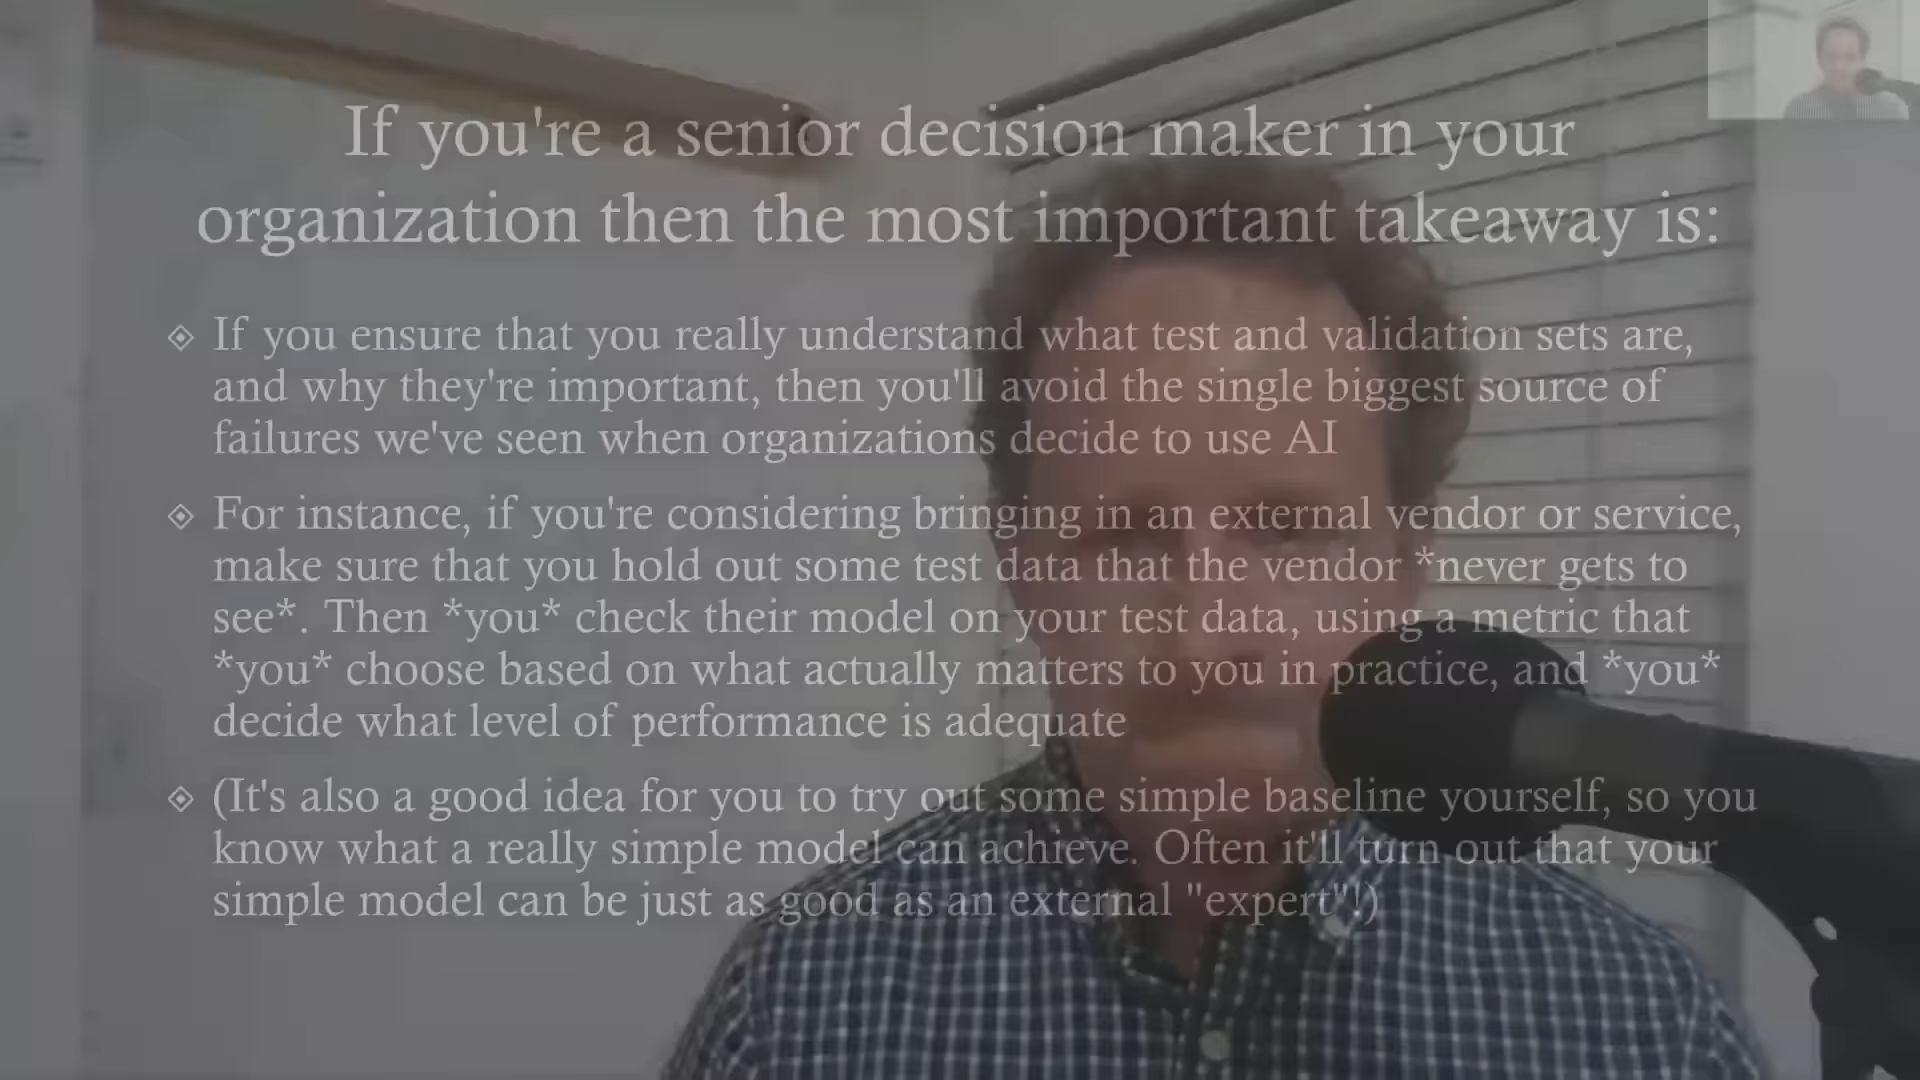 If you're a senior decision maker in your
organization then the most important takeaway is:
If you ensure that you really understand what test and validation sets are,
and why they're important, then you'll avoid the single biggest source of
failures we've seen when organizations decide to use AI
For instance, if you're considering bringing in an external vendor or service,
make sure that you hold out some test data that the vendor *never gets to
see*. Then *you* check their model on your test data, using a metric that
*you* choose based on what actually matters to you in practice, and *you*
decide what level of performance is adequate
(It's also a good idea for you to try out some simple baseline yourself, so you
know what a really simple model can achieve. Often it'll turn out that your
simple model can be just as good as an external "expert"!)